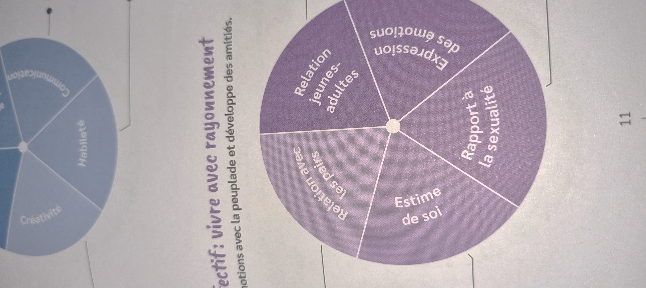 Communication
Habileté
Créativité
ectif : vivre avec rayonnement
motions avec la peuplade et développe des amitiés.
Relation
jeunes-
adultes
Expression
des émotions
Rapport à
la sexualité
Estime
de soi
Relation avec
les pairs
11